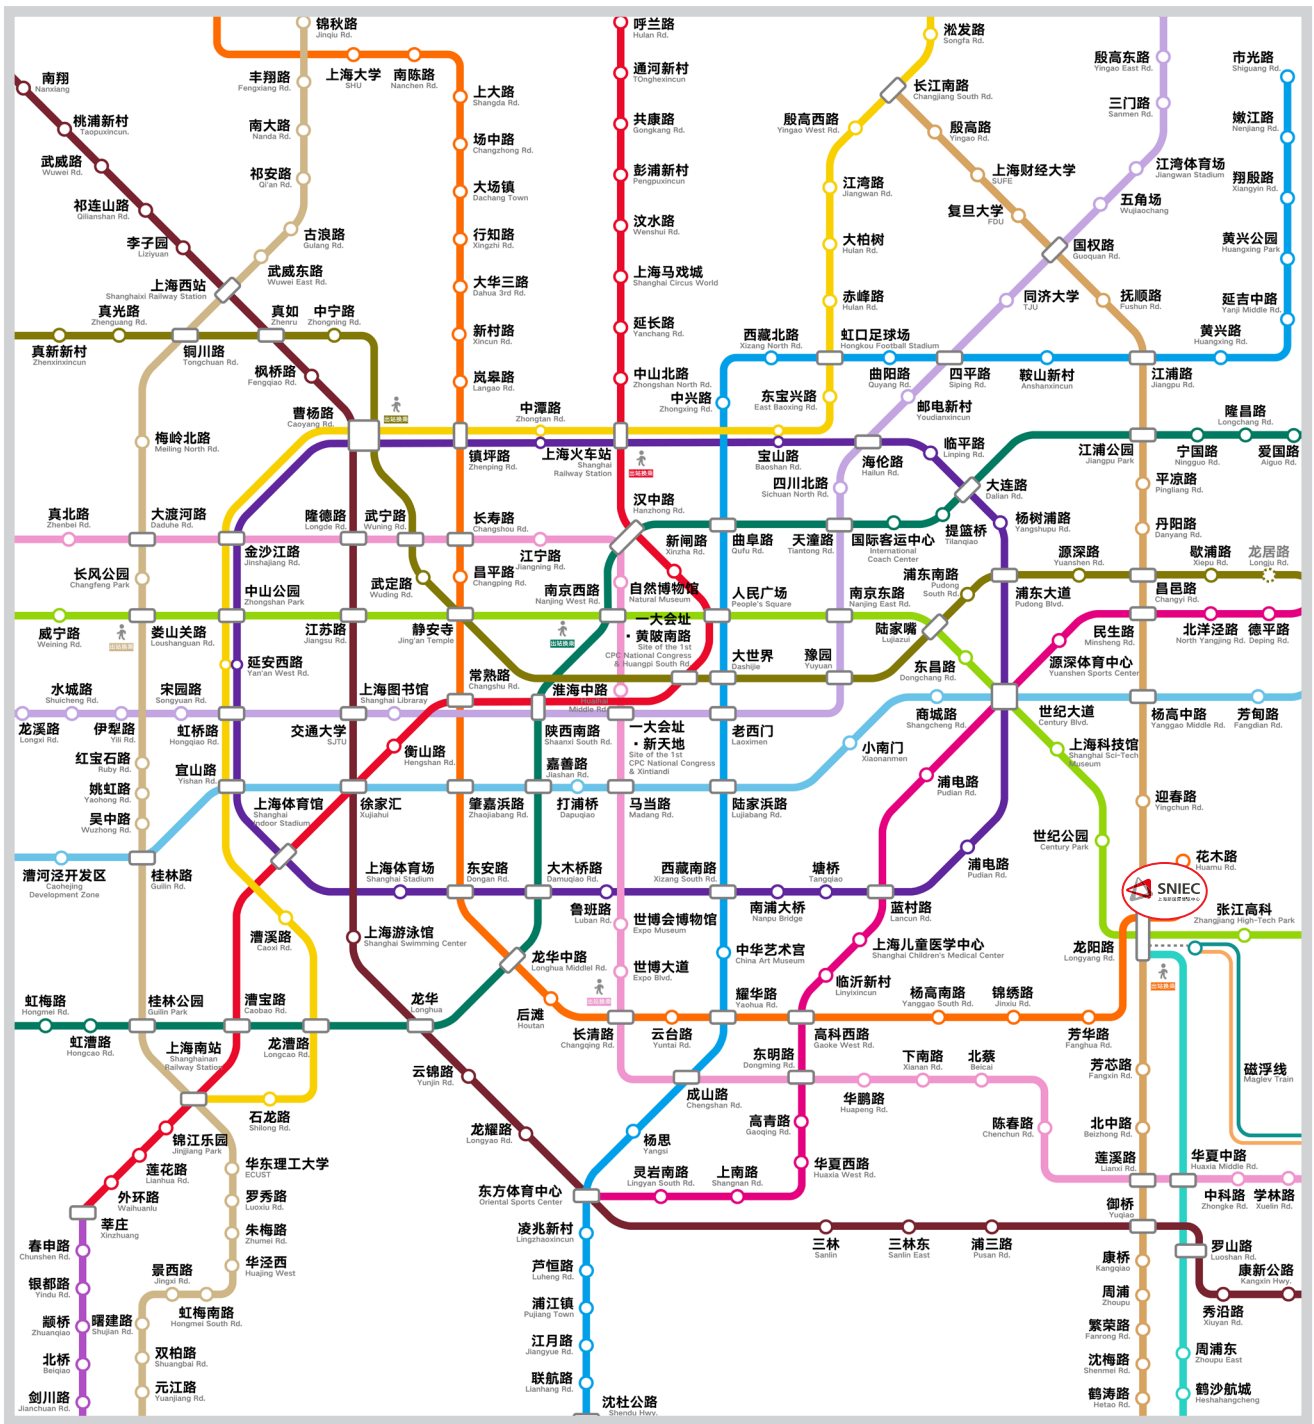 锦秋路
Jinqiu Rd.
丰翔路
Fengxiang Rd.
南大路
Nanda Rd.
祁安路
Qi'an Rd.
古浪路
Gulang Rd.
武威东路
Wuwei East Rd.
南翔
Nanxiang
桃浦新村
Taopuxincun.
武威路
Wuwei Rd.
祁连山路
Qilianshan Rd.
李子园
Liziyuan
上海西站
Shanghaixi Railway Station
上海大学
SHU
南陈路
Nanchen Rd.
上大路
Shangda Rd.
场中路
Changzhong Rd.
大场镇
Dachang Town
行知路
Xingzhi Rd.
大华三路
Dahua 3rd Rd.
新村路
Xincun Rd.
岚皋路
Langao Rd.
呼兰路
Hulan Rd.
通河新村
TOnghexincun
共康路
Gongkang Rd.
彭浦新村
Pengpuxincun
汶水路
Wenshui Rd.
上海马戏城
Shanghai Circus World
延长路
Yanchang Rd.
中山北路
Zhongshan North Rd.
淞发路
Songfa Rd.
长江南路
Changjiang South Rd.
殷高西路
Yingao West Rd.
江湾路
Jiangwan Rd.
大柏树
Hulan Rd.
赤峰路
Hulan Rd.
殷高路
Yingao Rd.
上海财经大学
SUFE
复旦大学
FDU
国权路
Guoquan Rd.
抚顺路
Fushun Rd.
殷高东路
Yingao East Rd.
三门路
Sanmen Rd.
江湾体育场
Jiangwan Stadium
五角场
Wujiaochang
同济大学
TJU
市光路
Shiguang Rd.
嫩江路
Nenjiang Rd.
翔殷路
Xiangyin Rd.
黄兴公园
Huangxing Park
延吉中路
Yanji Middle Rd.
黄兴路
Huangxing Rd.
真光路
Zhenguang Rd.
真如
Zhenru
中宁路
Zhongning Rd.
真新新村
Zhenxinxincun
铜川路
Tongchuan Rd.
枫桥路
Fengqiao Rd.
曹杨路
Caoyang Rd.
出站换乘
西藏北路
Xizang North Rd.
虹口足球场
Hongkou Football Stadium
曲阳路
Quyang Rd.
四平路
Siping Rd.
鞍山新村
Anshanxincun
江浦路
Jiangpu Rd.
中兴路
Zhongxing Rd.
东宝兴路
East Baoxing Rd.
邮电新村
Youdianxincun
隆昌路
Longchang Rd.
梅岭北路
Meiling North Rd.
中潭路
Zhongtan Rd.
镇坪路
Zhenping Rd.
上海火车站
Shanghai
Railway Station
出站换乘
宝山路
Baoshan Rd.
海伦路
Hailun Rd.
临平路
Linping Rd.
江浦公园
Jiangpu Park
宁国路
Ningguo Rd.
爱国路
Aiguo Rd.
四川北路
Sichuan North Rd.
大连路
Dalian Rd.
平凉路
Pingliang Rd.
真北路
Zhenbei Rd.
大渡河路
Daduhe Rd.
金沙江路
Jinshajiang Rd.
隆德路
Longde Rd.
武宁路
Wuning Rd.
长寿路
Changshou Rd.
江宁路
Jiangning Rd.
汉中路
Hanzhong Rd.
新闸路
Xinzha Rd.
曲阜路
Qufu Rd.
天潼路
Tiantong Rd.
国际客运中心
International
Coach Center
提篮桥
Tilanqiao
杨树浦路
Yangshupu Rd.
丹阳路
Danyang Rd.
长风公园
Changfeng Park
武定路
Wuding Rd.
昌平路
Changping Rd.
南京西路
Nanjing West Rd.
自然博物馆
Natural Museum
人民广场
People's Square
南京东路
Nanjing East Rd.
浦东南路
Pudong
South Rd.
浦东大道
Pudong Blvd.
源深路
Yuanshen Rd.
歇浦路
Xiepu Rd.
龙居路
Longju Rd.
昌邑路
Changyi Rd.
中山公园
Zhongshan Park
威宁路
Weining Rd.
出站换乘
娄山关路
Loushanguan Rd.
江苏路
Jiangsu Rd.
静安寺
Jing'an Temple
出站换乘
一大会址
·黄陂南路
Site of the 1st
CPC National Congress
& Huangpi South Rd.
大世界
Dashijie
豫园
Yuyuan
陆家嘴
Lujiazui
东昌路
Dongchang Rd.
民生路
Minsheng Rd.
北洋泾路
North Yangjing Rd.
德平路
Deping Rd.
源深体育中心
Yuanshen Sports Center
延安西路
Yan'an West Rd.
水城路
Shuicheng Rd.
宋园路
Songyuan Rd.
上海图书馆
Shanghai Libraray
常熟路
Changshu Rd.
淮海中路
Huaihai
Middle Rd.
龙溪路
Longxi Rd.
伊犁路
Yili Rd.
虹桥路
Hongqiao Rd.
交通大学
SJTU
陕西南路
Shaanxi South Rd.
一大会址
·新天地
Site of the 1st
CPC National Congress
& Xintiandi
老西门
Laoximen
商城路
Shangcheng Rd.
世纪大道
Century Blvd.
杨高中路
Yanggao Middle Rd.
芳甸路
Fangdian Rd.
红宝石路
Ruby Rd.
衡山路
Hengshan Rd.
小南门
Xiaonanmen
上海科技馆
Shanghai Sci-Tech
Museum
宜山路
Yishan Rd.
姚虹路
Yaohong Rd.
吴中路
Wuzhong Rd.
上海体育馆
Shanghai
Indoor Stadium
徐家汇
Xujiahui
肇嘉浜路
Zhaojiabang Rd.
嘉善路
Jiashan Rd.
打浦桥
Dapuqiao
马当路
Madang Rd.
陆家浜路
Lujiabang Rd.
浦电路
Pudian Rd.
迎春路
Yingchun Rd.
世纪公园
Century Park
漕河泾开发区
Caohejing
Development Zone
桂林路
Guilin Rd.
上海体育场
Shanghai Stadium
东安路
Dongan Rd.
大木桥路
Damuqiao Rd.
西藏南路
Xizang South Rd.
塘桥
Tangqiao
浦电路
Pudian Rd.
花木路
Huamu Rd.
SNIEC
上海新国际博览中心
鲁班路
Luban Rd.
南浦大桥
Nanpu Bridge
蓝村路
Lancun Rd.
张江高科
Zhangjiang High-Tech Park
漕溪路
Caoxi Rd.
上海游泳馆
Shanghai Swimming Center
龙华中路
Longhua Middlel Rd.
世博会博物馆
Expo Museum
中华艺术宫
China Art Museum
上海儿童医学中心
Shanghai Children's Medical Center
龙阳路
Longyang Rd.
出站换乘
世博大道
Expo Blvd.
临沂新村
Linyixincun
虹梅路
Hongmei Rd.
桂林公园
Guilin Park
漕宝路
Caobao Rd.
龙华
Longhua
后滩
Houtan
出站换乘
长清路
Changqing Rd.
云台路
Yuntai Rd.
耀华路
Yaohua Rd.
高科西路
Gaoke West Rd.
杨高南路
Yanggao South Rd.
锦绣路
Jinxiu Rd.
芳华路
Fanghua Rd.
虹漕路
Hongcao Rd.
上海南站
Shanghainan
Railway Station
龙漕路
Longcao Rd.
云锦路
Yunjin Rd.
东明路
Dongming Rd.
下南路
Xianan Rd.
北蔡
Beicai
芳芯路
Fangxin Rd.
磁浮线
Maglev Train
成山路
Chengshan Rd.
华鹏路
Huapeng Rd.
石龙路
Shilong Rd.
锦江乐园
Jinjiang Park
龙耀路
Longyao Rd.
杨思
Yangsi
高青路
Gaoqing Rd.
陈春路
Chenchun Rd.
北中路
Beizhong Rd.
莲花路
Lianhua Rd.
华东理工大学
ECUST
外环路
Waihuanlu
罗秀路
Luoxiu Rd.
东方体育中心
Oriental Sports Center
灵岩南路
Lingyan South Rd.
上南路
Shangnan Rd.
华夏西路
Huaxia West Rd.
莲溪路
Lianxi Rd.
华夏中路
Huaxia Middle Rd.
中科路
Zhongke Rd.
学林路
Xuelin Rd.
莘庄
Xinzhuang
朱梅路
Zhumei Rd.
凌兆新村
Lingzhaoxincun
三林
Sanlin
三林东
Sanlin East
浦三路
Pusan Rd.
御桥
Yuqiao
罗山路
Luoshan Rd.
春申路
Chunshen Rd.
华泾西
Huajing West
芦恒路
Luheng Rd.
康桥
Kangqiao
康新公路
Kangxin Hwy.
银都路
Yindu Rd.
景西路
Jingxi Rd.
虹梅南路
Hongmei South Rd.
浦江镇
Pujiang Town
周浦
Zhoupu
秀沿路
Xiuyan Rd.
颛桥
Zhuanqiao
曙建路
Shujian Rd.
江月路
Jiangyue Rd.
繁荣路
Fanrong Rd.
北桥
Beiqiao
双柏路
Shuangbai Rd.
联航路
Lianhang Rd.
沈梅路
Shenmei Rd.
周浦东
Zhoupu East
剑川路
Jianchuan Rd.
元江路
Yuanjiang Rd.
沈杜公路
Shendu Hwy.
鹤涛路
Hetao Rd.
鹤沙航城
Heshahangcheng